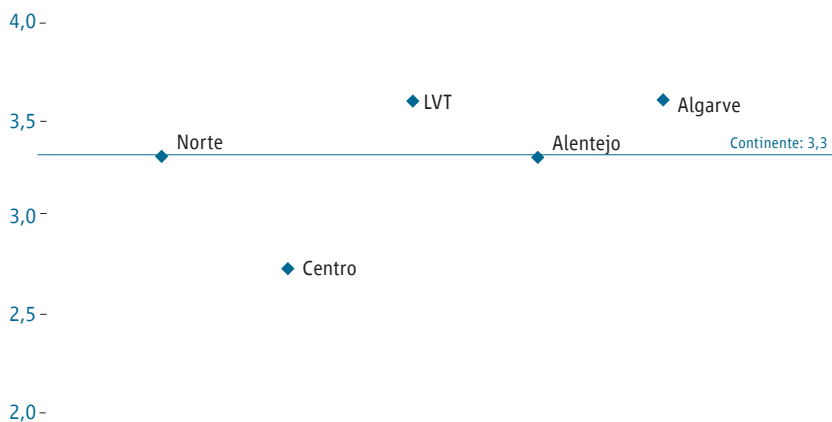 4,0
LVT
Algarve
3,5
Norte
Alentejo
Continente: 3,3
3,0
Centro
2,5
2,0